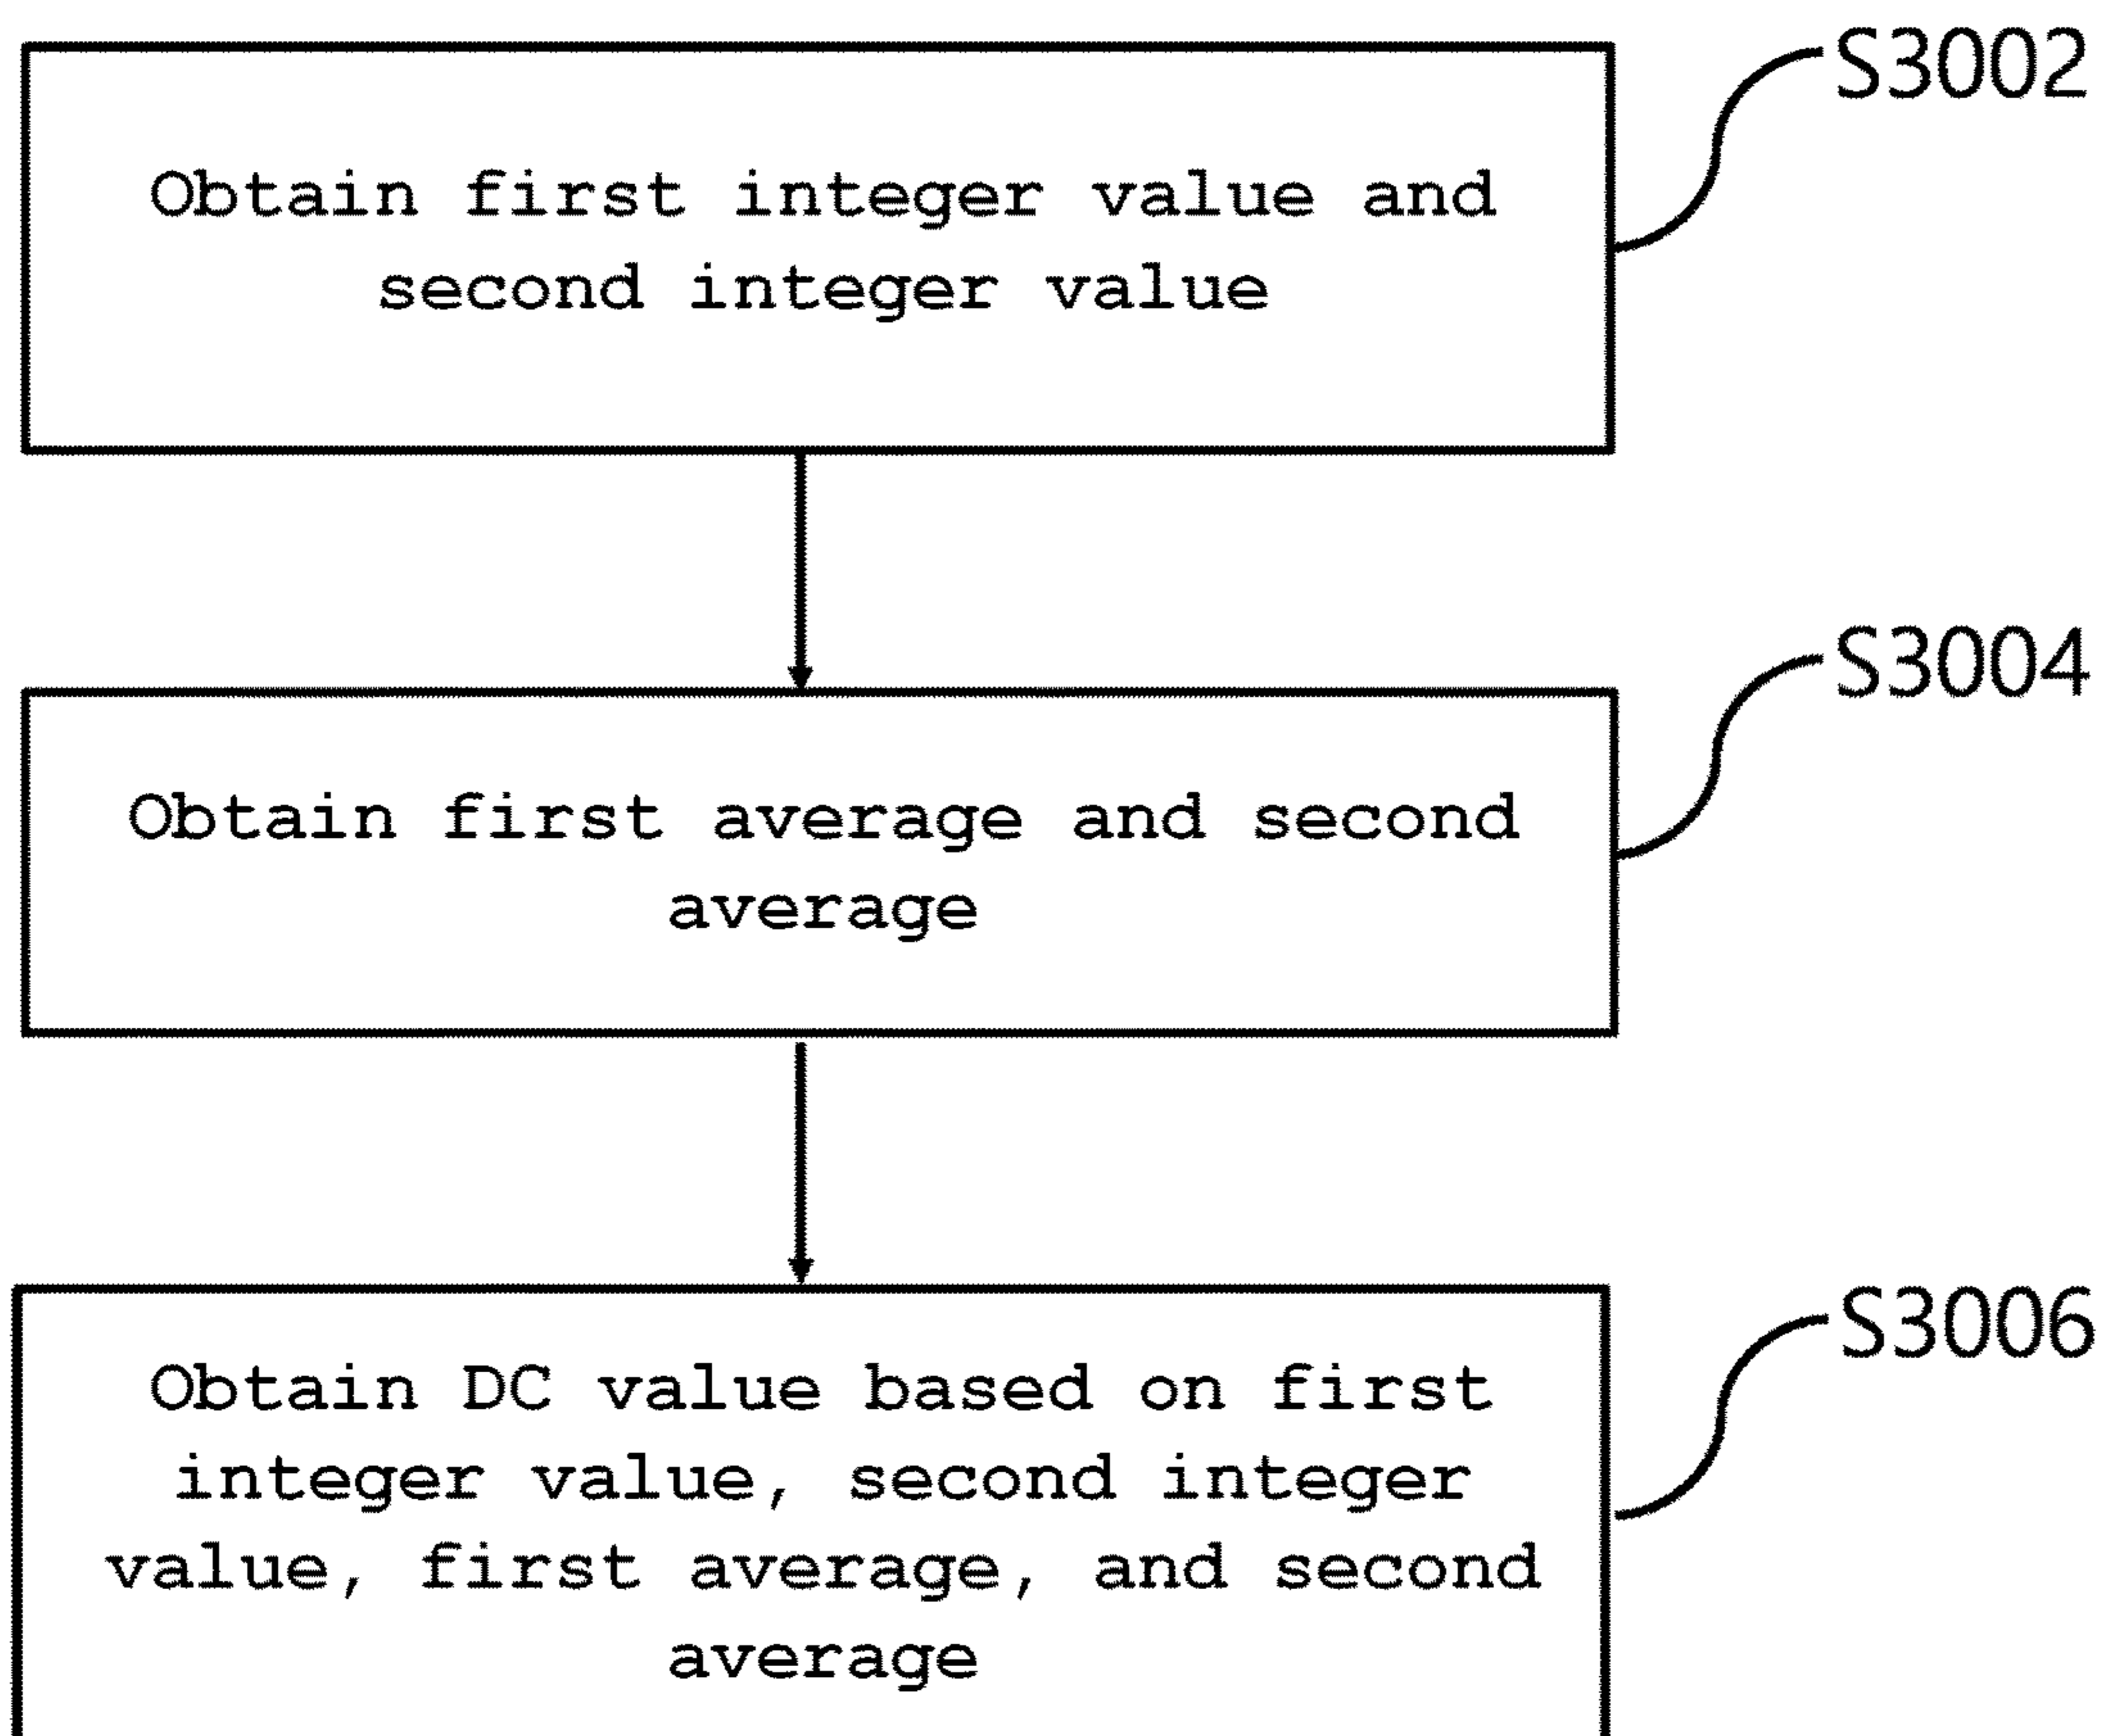 S3002
Obtain first integer value and
second integer value
S3004
Obtain first average and second
average
S3006
Obtain DC value based on first
integer value, second integer
value, first average, and second
average